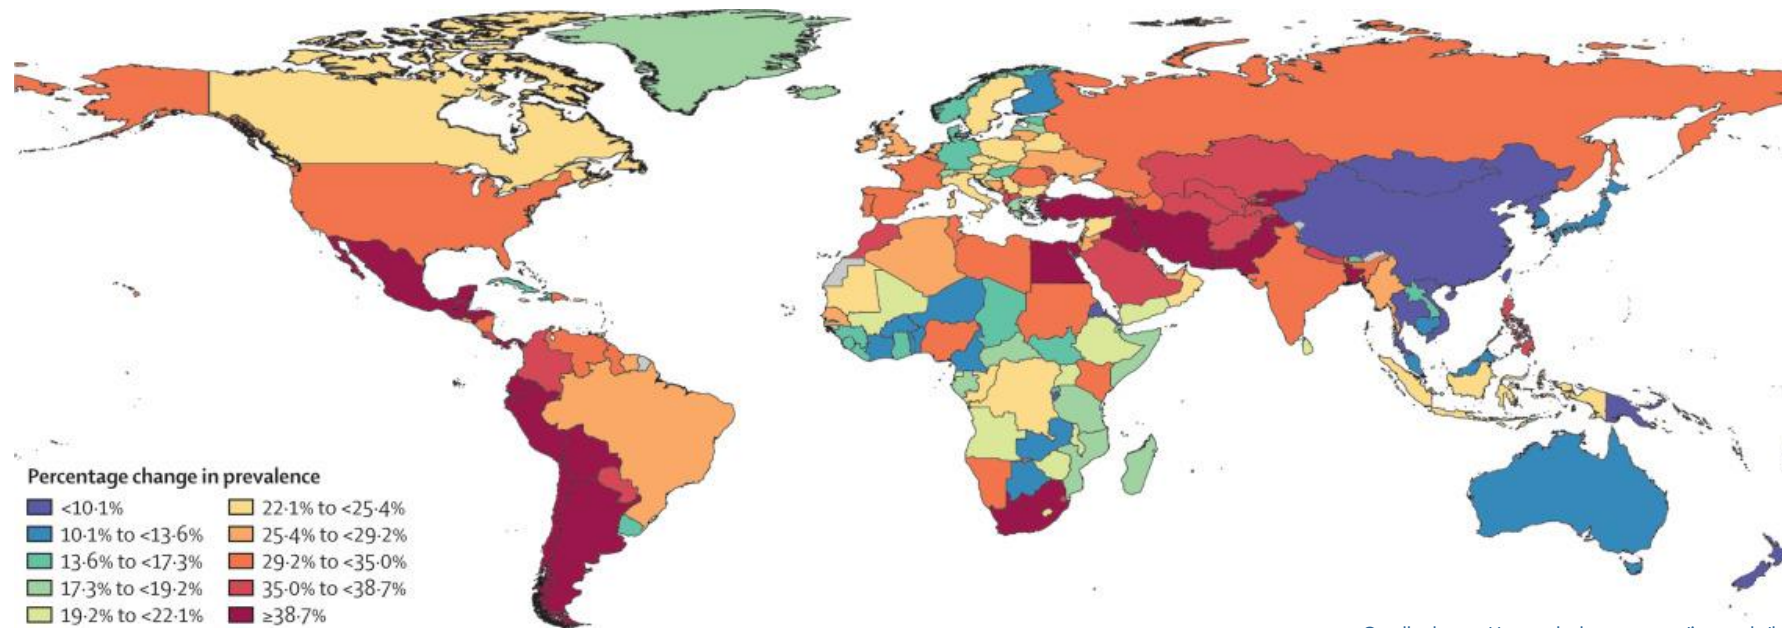 Percentage change in prevalence
<10·1%
10·1% to <13·6%
13·6% to <17·3%
17·3% to <19·2%
19·2% to <22·1%
22·1% to <25·4%
25·4% to <29·2%
29·2% to <35·0%
35·0% to <38·7%
≥38·7%